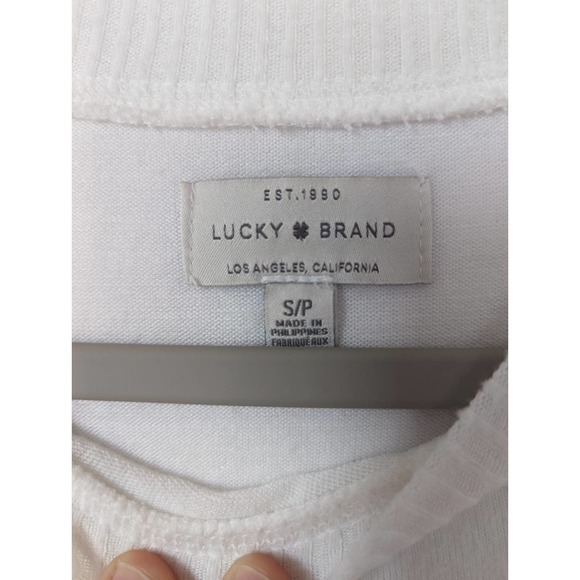 EST.1990
LUCKY BRAND
LOS ANGELES, CALIFORNIA
S/P
MADE IN
PHILIPPINES
FABRIQUE AUX